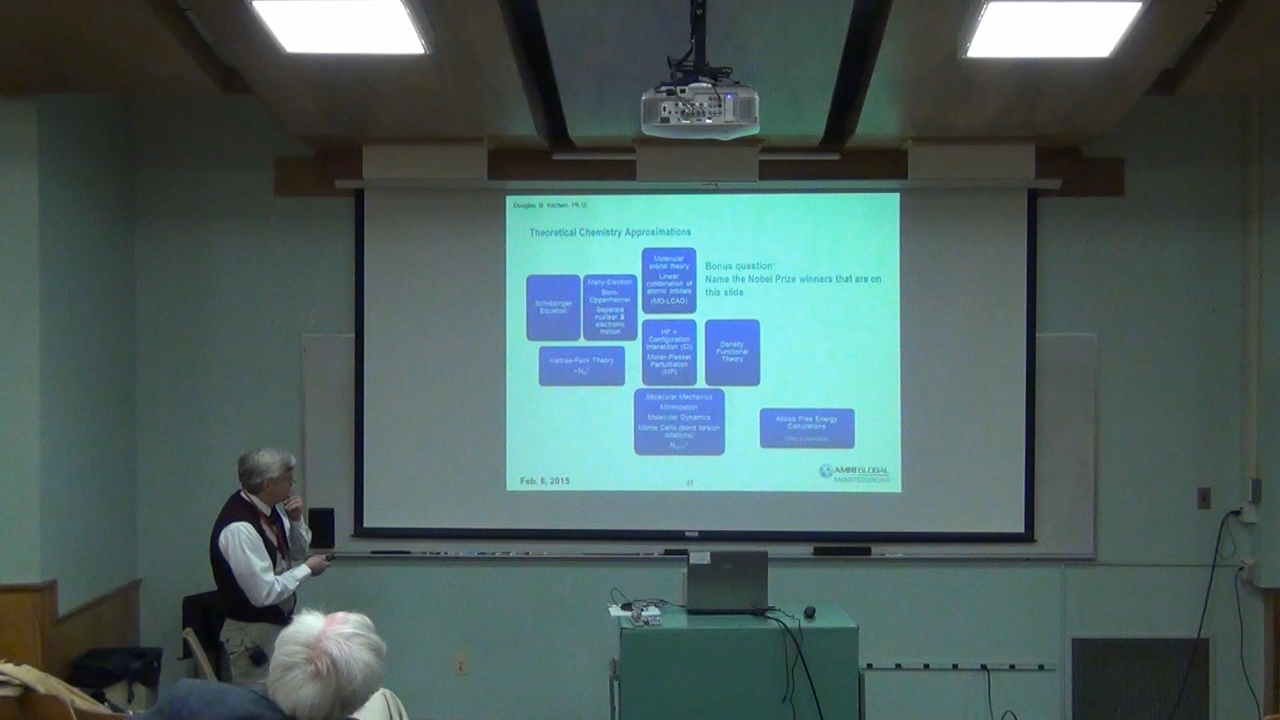 Douglas B. Kitchen, Ph.D.
Theoretical Chemistry Approximations
Molecular
orbital theory
Linear
combination of
atomic orbitals
(MO-LCAO)
Bonus question:
Name the Nobel Prize winners that are on
this slide
Schrödinger
Equation
Many-Electron
Born-
Oppenheimer
Separate
nuclear &
electronic
motion
HF +
Configuration
Interaction (CI)
Moller-Plesset
Perturbation
(MP)
Density
Functional
Theory
Hartree-Fock Theory
Molecular Mechanics
Minimization
Molecular Dynamics
Monte Carlo (bond torsion
rotations)
Allows Free Energy
Calculations
AMRI GLOBAL
SMARTSOURCING
Feb. 6, 2015